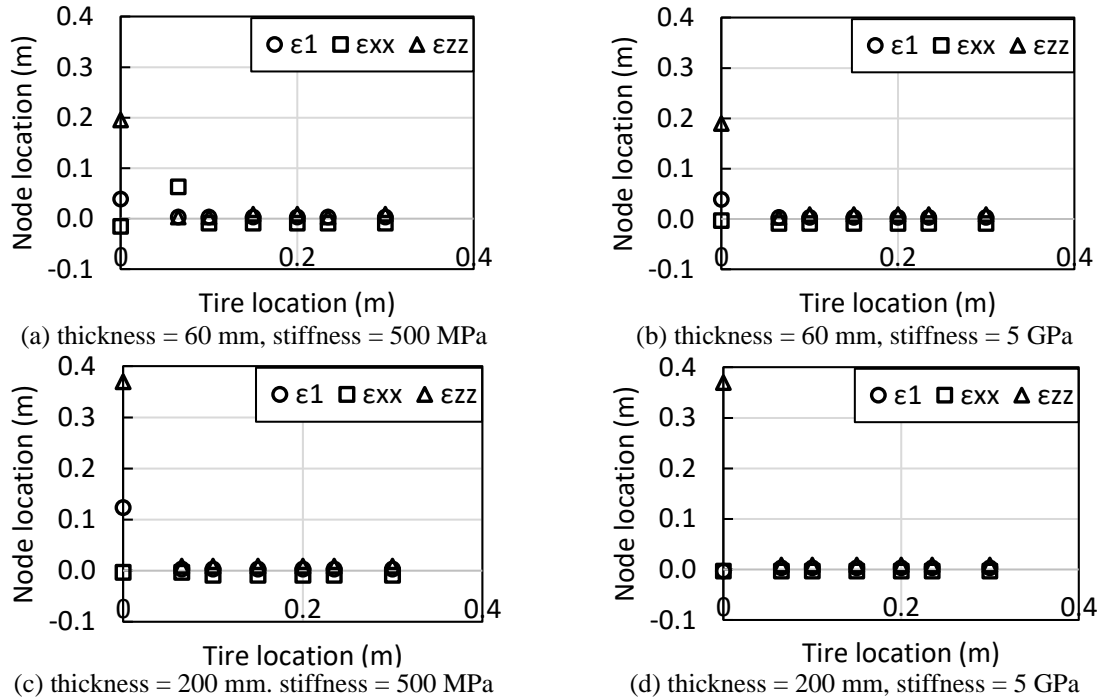 0.4
0.3
0.2
0.1
0.0
-0.1
0
0.2
0.4
Node location (m)
Tire location (m)
ε1 εxx εzz
(a) thickness = 60 mm, stiffness = 500 MPa
0.4
0.3
0.2
0.1
0.0
-0.1
0
0.2
0.4
Node location (m)
Tire location (m)
ε1 εxx εzz
(b) thickness = 60 mm, stiffness = 5 GPa
0.4
0.3
0.2
0.1
0.0
-0.1
0
0.2
0.4
Node location (m)
Tire location (m)
ε1 εxx εzz
(c) thickness = 200 mm. stiffness = 500 MPa
0.4
0.3
0.2
0.1
0.0
-0.1
0
0.2
0.4
Node location (m)
Tire location (m)
ε1 εxx εzz
(d) thickness = 200 mm, stiffness = 5 GPa